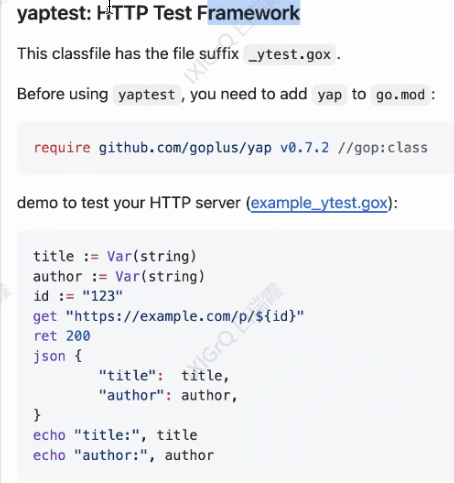 yaptest: HTTP Test Framework
This classfile has the file suffix _ytest.gox.
Before using yaptest, you need to add yap to go.mod:
require github.com/goplus/yap v0.7.2 //gop:class
demo to test your HTTP server (example_ytest.gox):
title := Var(string)
author := Var(string)
id := "123"
get "https://example.com/p/${id}"
ret 200
json {
"title": title,
"author": author,
}
echo "title:", title
echo "author:", author